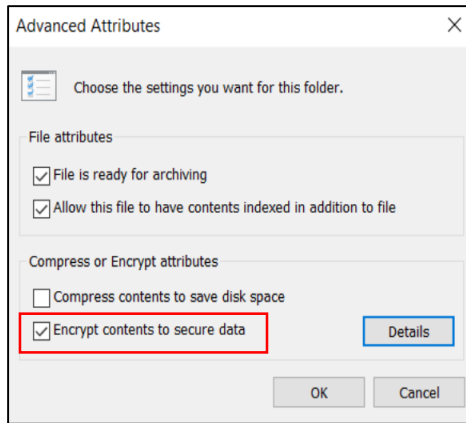 Advanced Attributes
Choose the settings you want for this folder.
File attributes
File is ready for archiving
Allow this file to have contents indexed in addition to file
Compress or Encrypt attributes
Compress contents to save disk space
Encrypt contents to secure data
Details
OK
Cancel